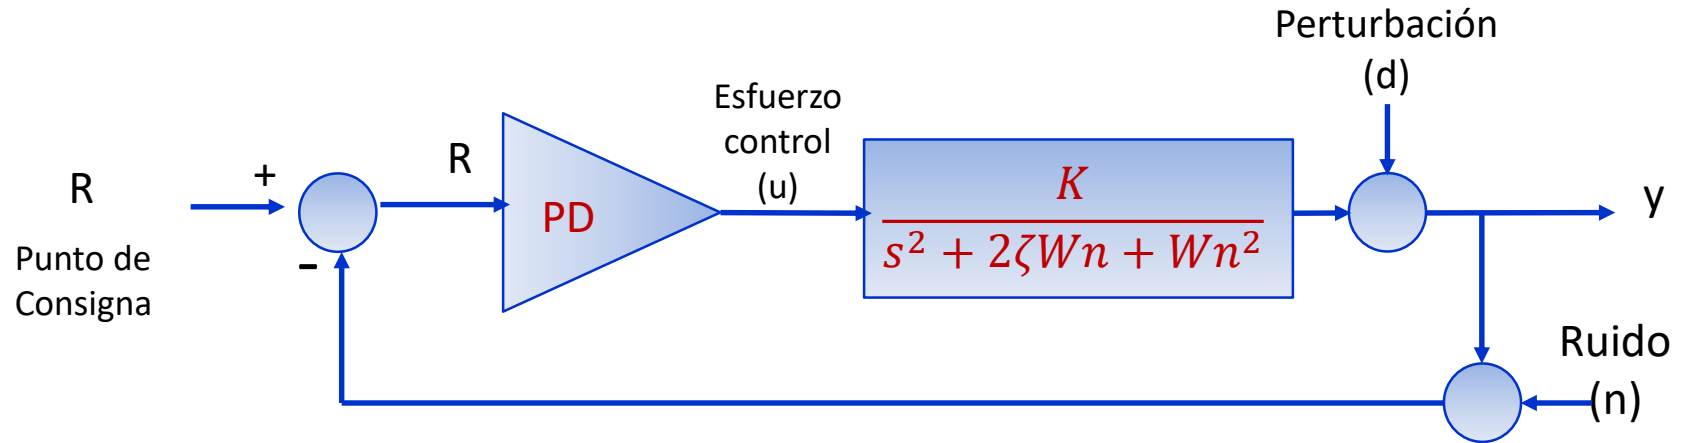 Perturbación
(d)
Esfuerzo
control
(u)
R
+
R
PD
K
s² + 2ζWn + Wn²
y
Punto de
Consigna
-
Ruido
(n)